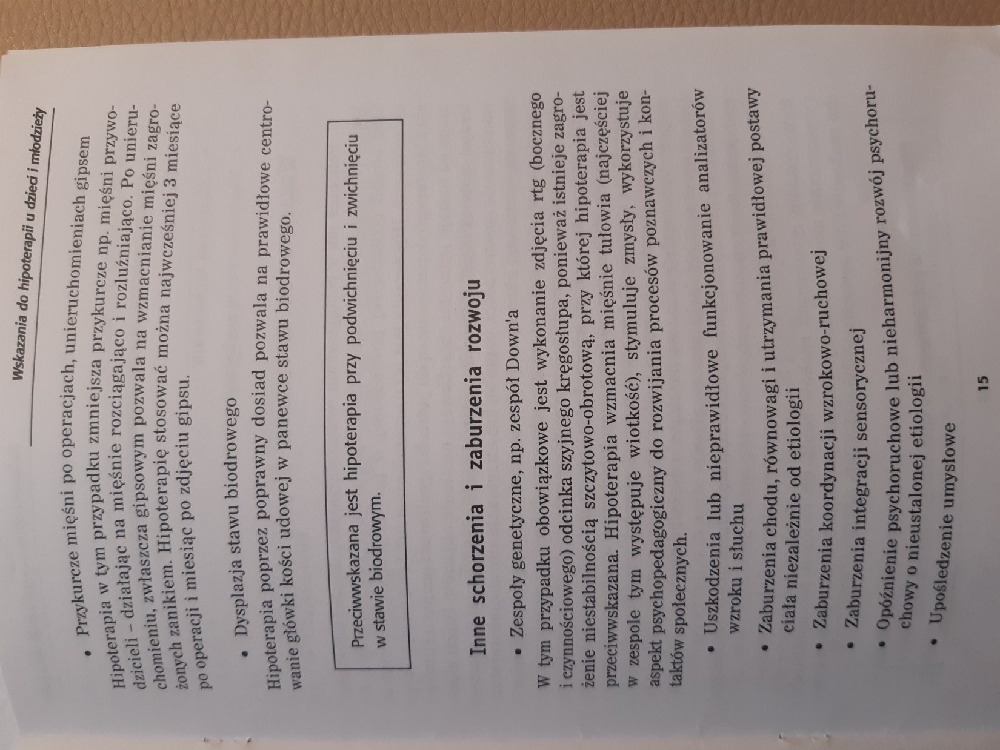 Wskazania do hipoterapii u dzieci i młodzieży
• Przykurcze mięśni po operacjach, unieruchomieniach gipsem
Hipoterapia w tym przypadku zmniejsza przykurcze np. mięśni przywo-
dzicieli – działając na mięśnie rozciągająco i rozluźniająco. Po unieru-
chomieniu, zwłaszcza gipsowym pozwala na wzmacnianie mięśni zagro-
żonych zanikiem. Hipoterapię stosować można najwcześniej 3 miesiące
po operacji i miesiąc po zdjęciu gipsu.
• Dysplazja stawu biodrowego
Hipoterapia poprzez poprawny dosiad pozwala na prawidłowe centro-
wanie główki kości udowej w panewce stawu biodrowego.
Przeciwwskazana jest hipoterapia przy podwichnięciu i zwichnięciu
w stawie biodrowym.
Inne schorzenia i zaburzenia rozwoju
• Zespoły genetyczne, np. zespół Down'a
W tym przypadku obowiązkowe jest wykonanie zdjęcia rtg (bocznego
i czynnościowego) odcinka szyjnego kręgosłupa, ponieważ istnieje zagro-
żenie niestabilnością szczytowo-obrotową, przy której hipoterapia jest
przeciwwskazana. Hipoterapia wzmacnia mięśnie tułowia (najczęściej
w zespole tym występuje wiotkość), stymuluje zmysły, wykorzystuje
aspekt psychopedagogiczny do rozwijania procesów poznawczych i kon-
taktów społecznych.
• Uszkodzenia lub nieprawidłowe funkcjonowanie analizatorów
wzroku i słuchu
• Zaburzenia chodu, równowagi i utrzymania prawidłowej postawy
ciała niezależnie od etiologii
• Zaburzenia koordynacji wzrokowo-ruchowej
• Zaburzenia integracji sensorycznej
• Opóźnienie psychoruchowe lub nieharmonijny rozwój psychoru-
chowy o nieustalonej etiologii
• Upośledzenie umysłowe
15